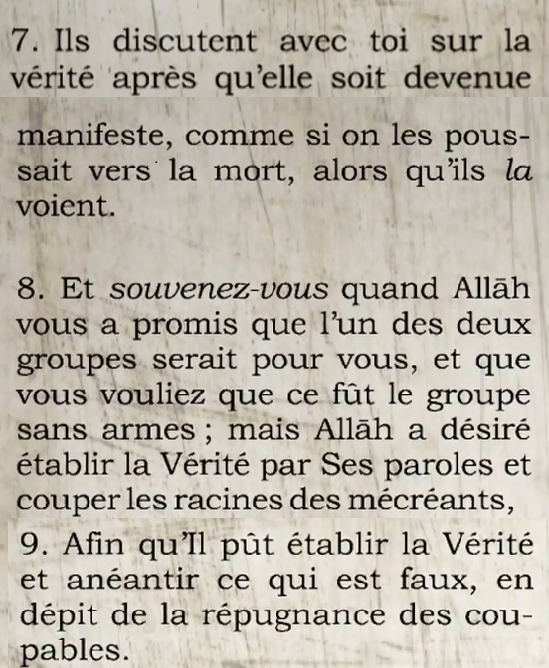 7. Ils discutent avec toi sur la
vérité après qu'elle soit devenue
manifeste, comme si on les pous-
sait vers la mort, alors qu'ils la
voient.
8. Et souvenez-vous quand Allāh
vous a promis que l'un des deux
groupes serait pour vous, et que
vous vouliez que ce fût le groupe
sans armes ; mais Allāh a désiré
établir la Vérité par Ses paroles et
couper les racines des mécréants,
9. Afin qu'Il pût établir la Vérité
et anéantir ce qui est faux, en
dépit de la répugnance des cou-
pables.